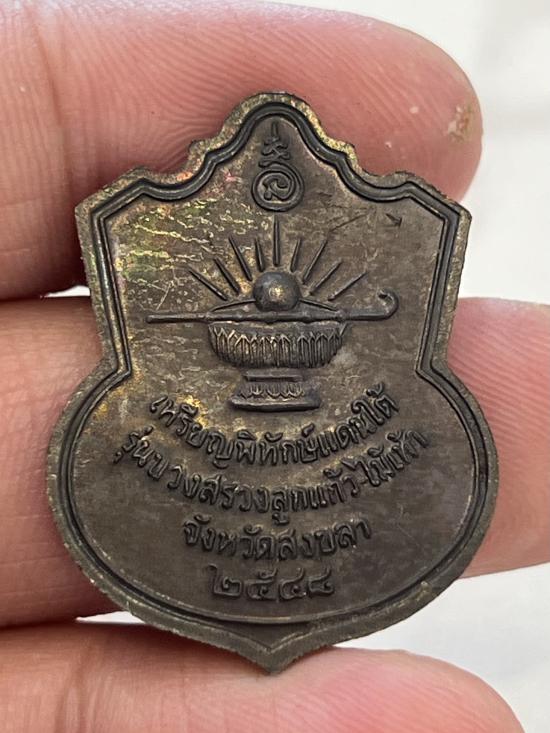 เหรียญพิทักษ์แดนใต้
รุ่นบวงสรวงลูกแก้ว-ไม้เท้า
จังหวัดสงขลา
๒๕๔๘